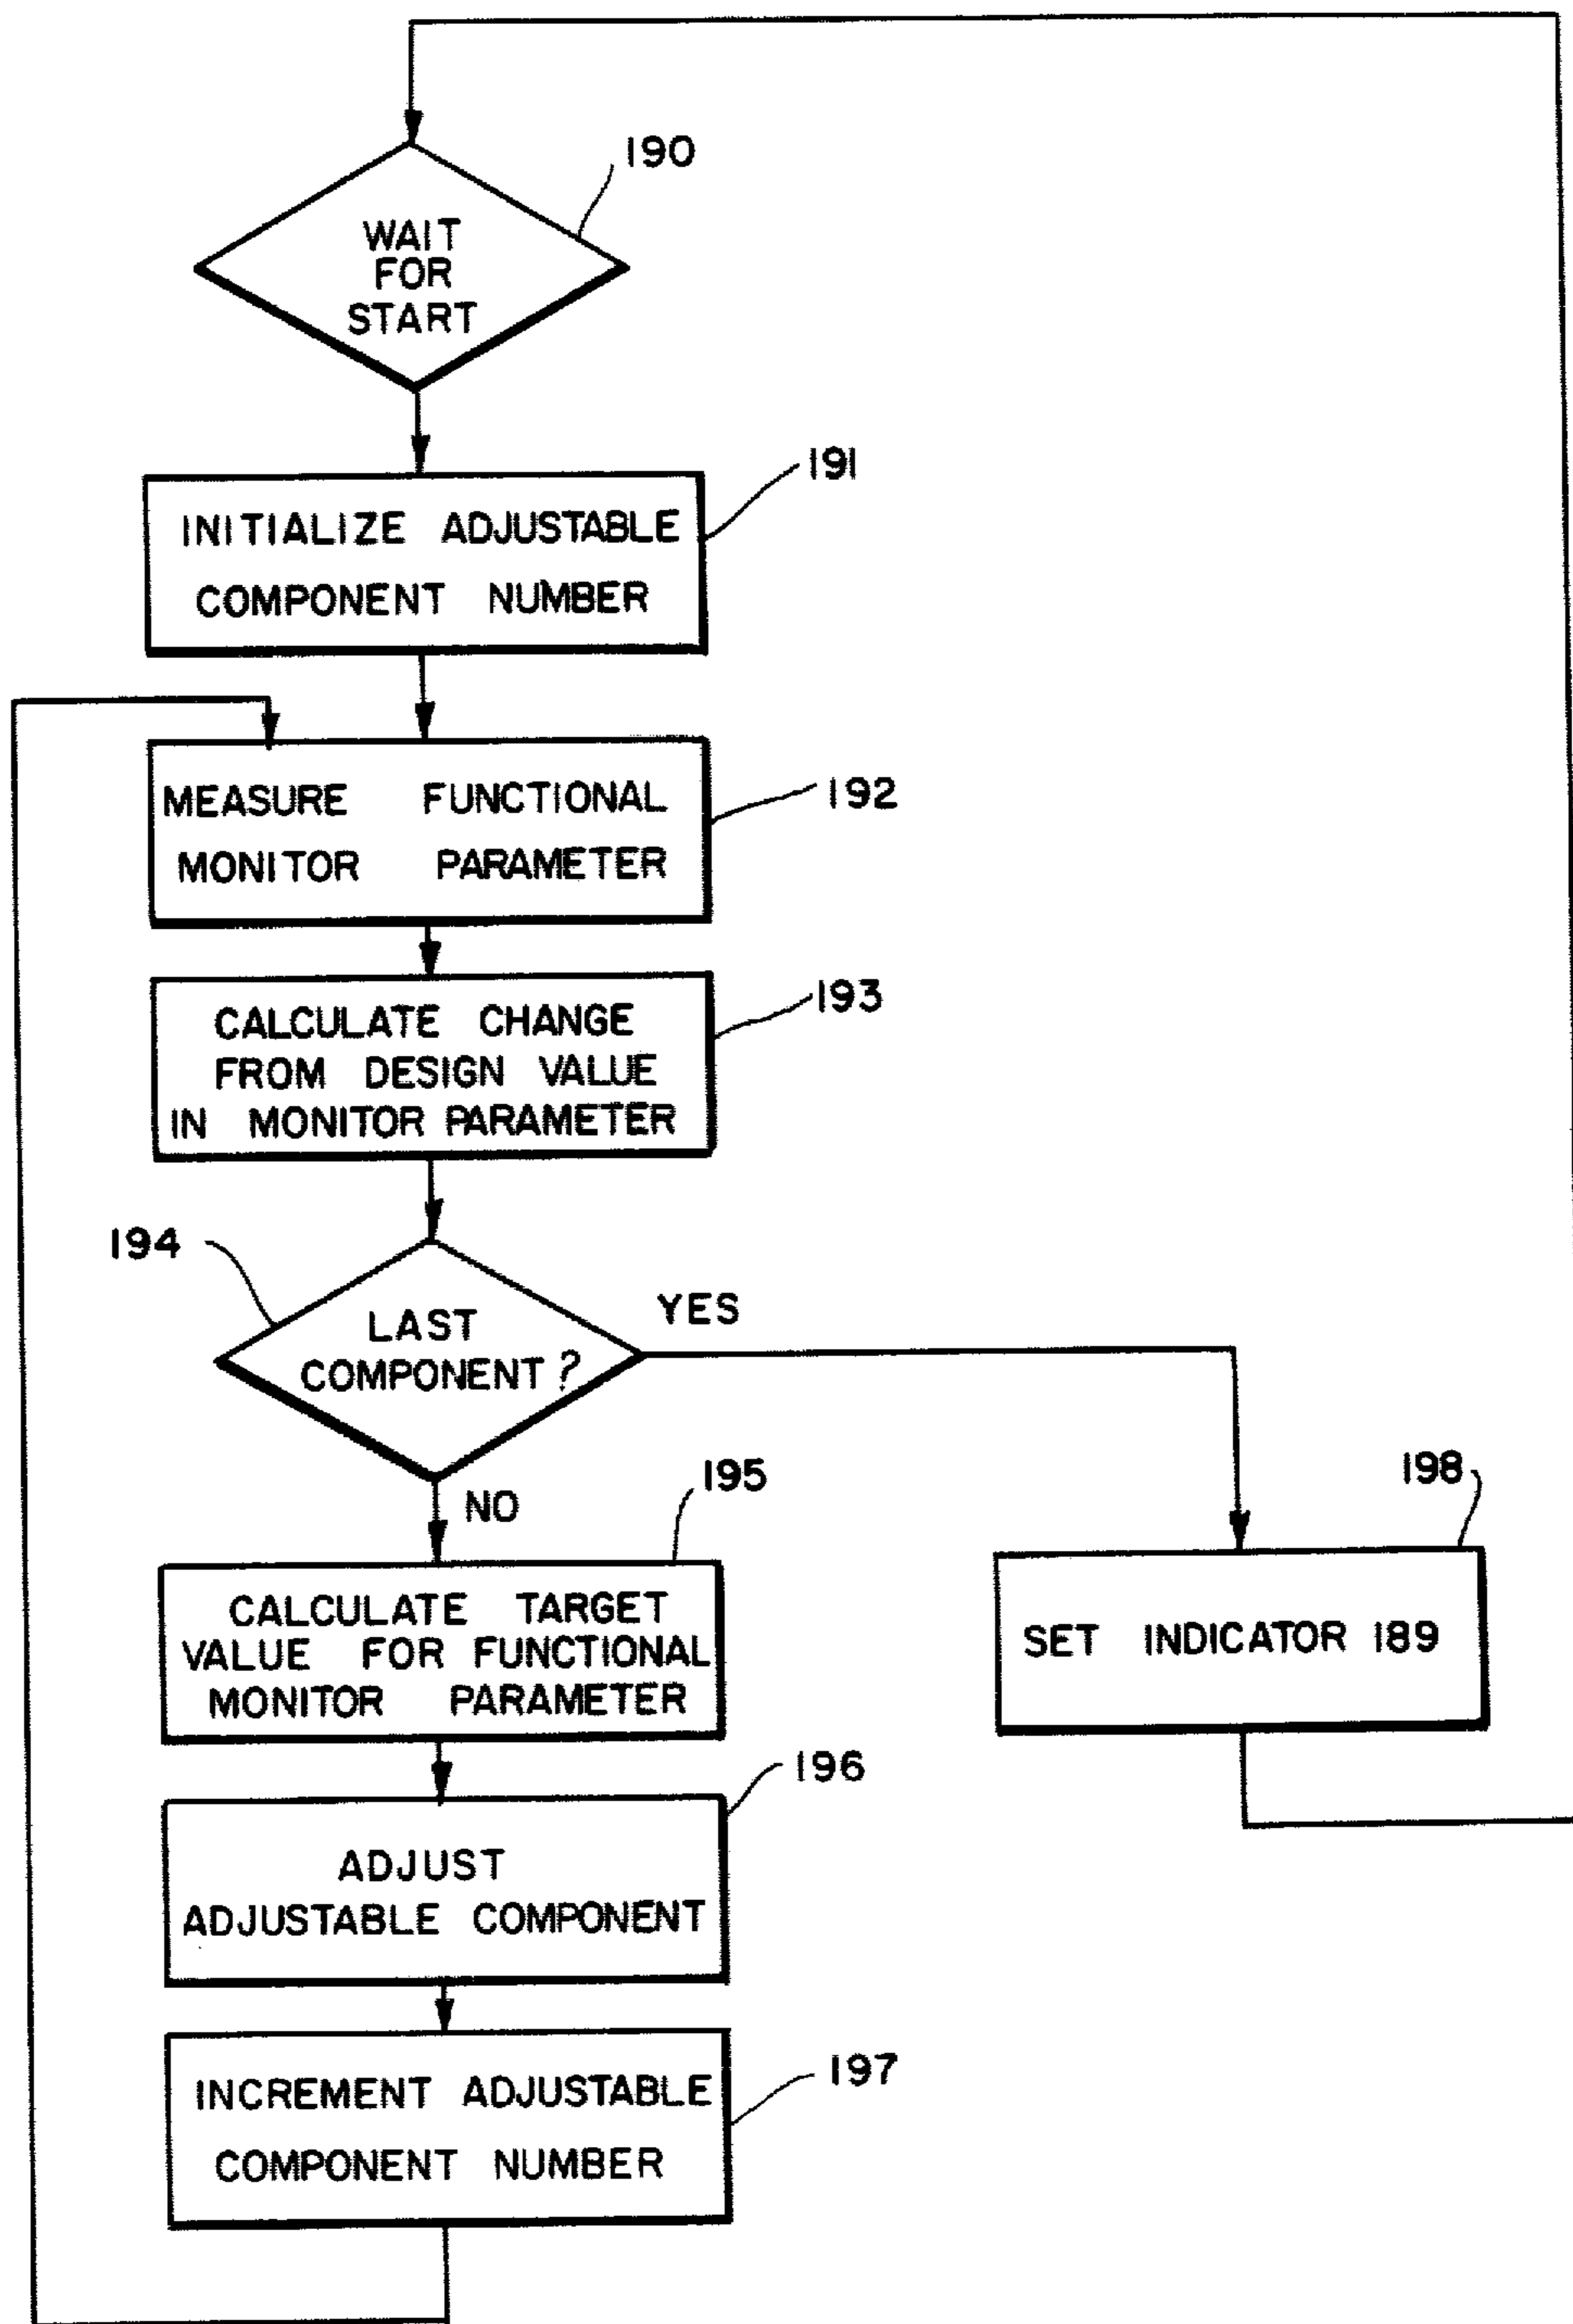 190
WAIT
FOR
START
191
INITIALIZE ADJUSTABLE
COMPONENT NUMBER
192
MEASURE FUNCTIONAL
MONITOR PARAMETER
193
CALCULATE CHANGE
FROM DESIGN VALUE
IN MONITOR PARAMETER
194
LAST
COMPONENT?
YES
NO
195
CALCULATE TARGET
VALUE FOR FUNCTIONAL
MONITOR PARAMETER
198
SET INDICATOR 189
196
ADJUST
ADJUSTABLE COMPONENT
197
INCREMENT ADJUSTABLE
COMPONENT NUMBER